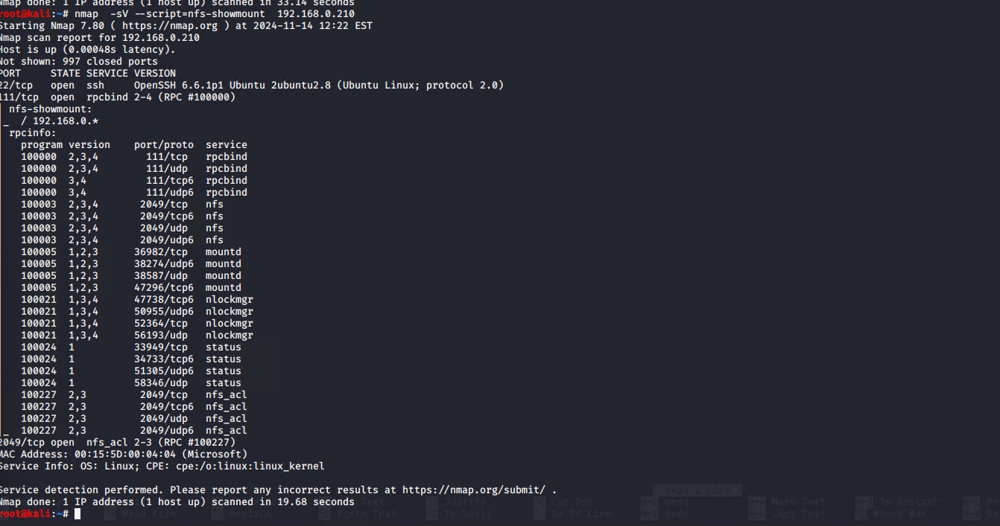 Nmap done: 1 IP address (1 host up) scanned in 33.14 seconds
root@kali:~# nmap  -sV --script=nfs-showmount  192.168.0.210
Starting Nmap 7.80 ( https://nmap.org ) at 2024-11-14 12:22 EST
Nmap scan report for 192.168.0.210
Host is up (0.00048s latency).
Not shown: 997 closed ports
PORT     STATE SERVICE VERSION
22/tcp   open  ssh     OpenSSH 6.6.1p1 Ubuntu 2ubuntu2.8 (Ubuntu Linux; protocol 2.0)
111/tcp  open  rpcbind 2-4 (RPC #100000)
| nfs-showmount:
|_  / 192.168.0.*
| rpcinfo:
|   program version    port/proto  service
|   100000  2,3,4        111/tcp   rpcbind
|   100000  2,3,4        111/udp   rpcbind
|   100000  3,4          111/tcp6  rpcbind
|   100000  3,4          111/udp6  rpcbind
|   100003  2,3,4       2049/tcp   nfs
|   100003  2,3,4       2049/tcp6  nfs
|   100003  2,3,4       2049/udp   nfs
|   100003  2,3,4       2049/udp6  nfs
|   100005  1,2,3      36982/tcp   mountd
|   100005  1,2,3      38274/udp6  mountd
|   100005  1,2,3      38587/udp   mountd
|   100005  1,2,3      47296/tcp6  mountd
|   100021  1,3,4      47738/tcp6  nlockmgr
|   100021  1,3,4      50955/udp6  nlockmgr
|   100021  1,3,4      52364/tcp   nlockmgr
|   100021  1,3,4      56193/udp   nlockmgr
|   100024  1          33949/tcp   status
|   100024  1          34733/tcp6  status
|   100024  1          51305/udp6  status
|   100024  1          58346/udp   status
|   100227  2,3         2049/tcp   nfs_acl
|   100227  2,3         2049/tcp6  nfs_acl
|   100227  2,3         2049/udp   nfs_acl
|_  100227  2,3         2049/udp6  nfs_acl
2049/tcp open  nfs_acl 2-3 (RPC #100227)
MAC Address: 00:15:5D:00:04:04 (Microsoft)
Service Info: OS: Linux; CPE: cpe:/o:linux:linux_kernel
Service detection performed. Please report any incorrect results at https://nmap.org/submit/ .
Nmap done: 1 IP address (1 host up) scanned in 19.68 seconds
root@kali:~#